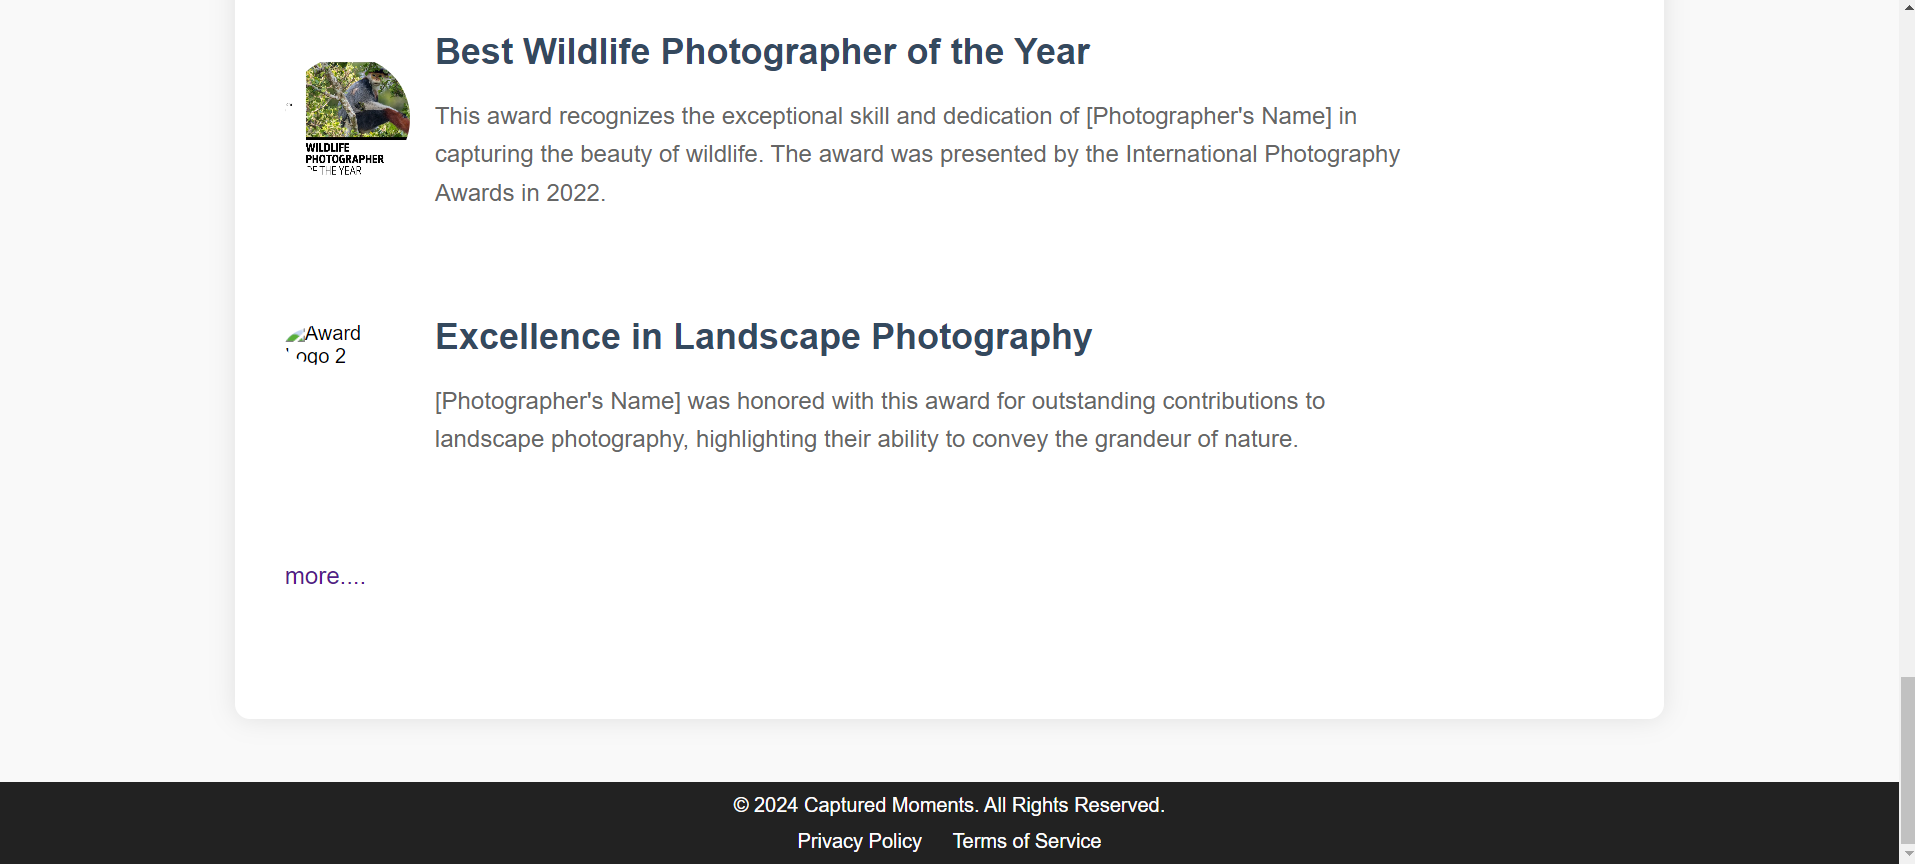 Best Wildlife Photographer of the Year
This award recognizes the exceptional skill and dedication of [Photographer's Name] in
capturing the beauty of wildlife. The award was presented by the International Photography
Awards in 2022.
WILDLIFE
PHOTOGRAPHER
OF THE YEAR
Excellence in Landscape Photography
Award
Logo 2
[Photographer's Name] was honored with this award for outstanding contributions to
landscape photography, highlighting their ability to convey the grandeur of nature.
more....
© 2024 Captured Moments. All Rights Reserved.
Privacy Policy Terms of Service